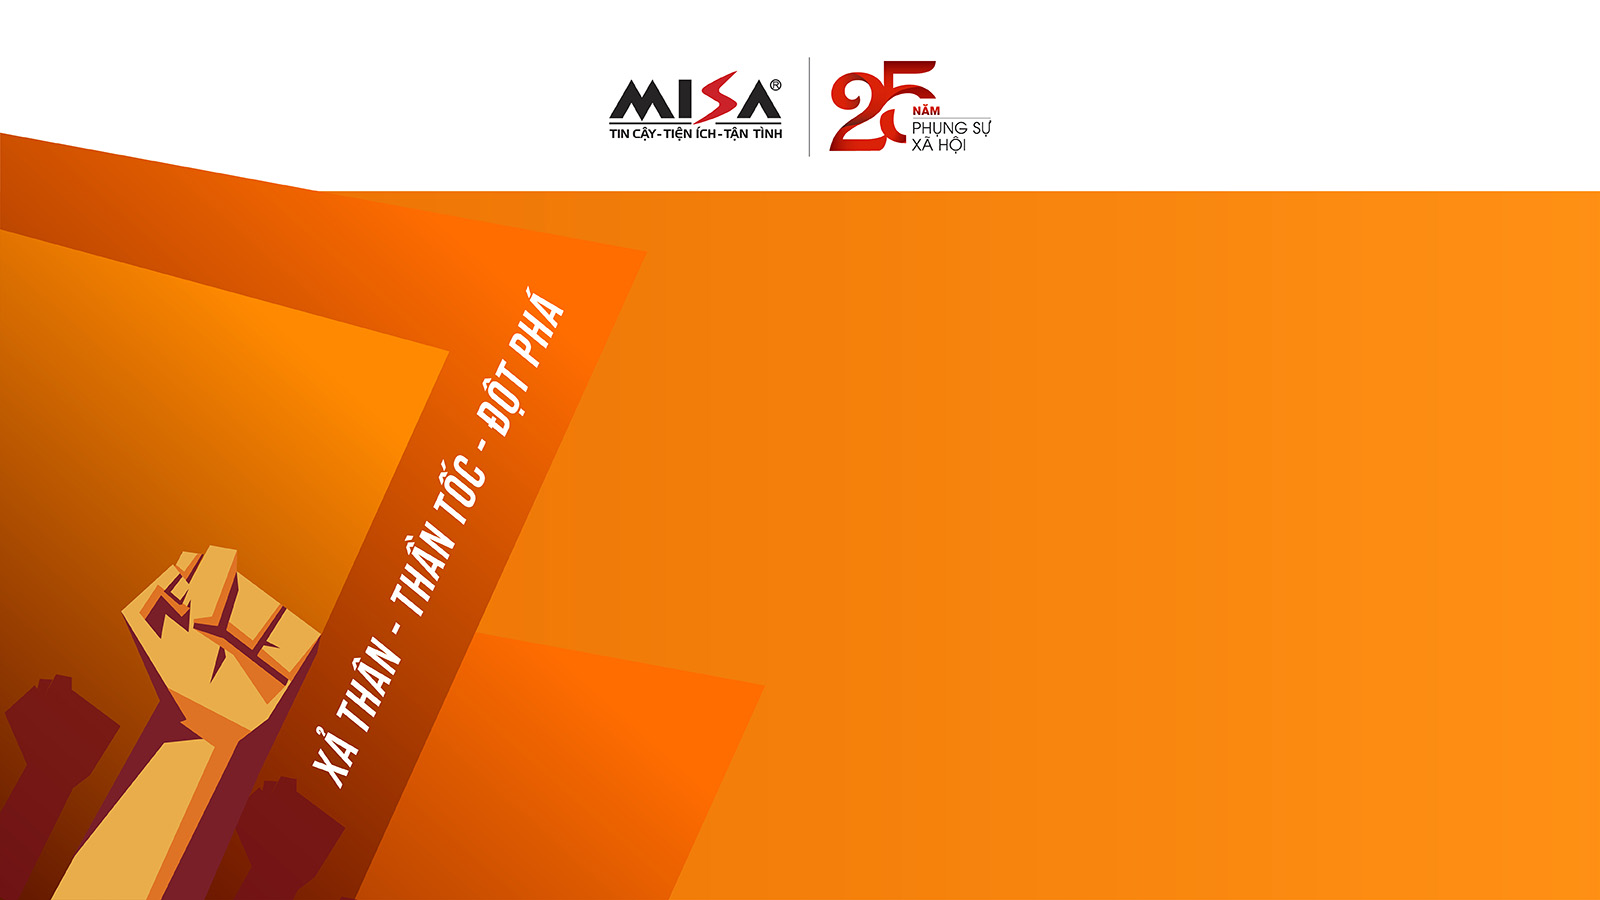 MISA®
TIN CẬY-TIỆN ÍCH-TẬN TÌNH
25
NĂM
PHỤNG SỰ
XÃ HỘI
XẢ THÂN - THẦN TỐC - ĐỘT PHÁ